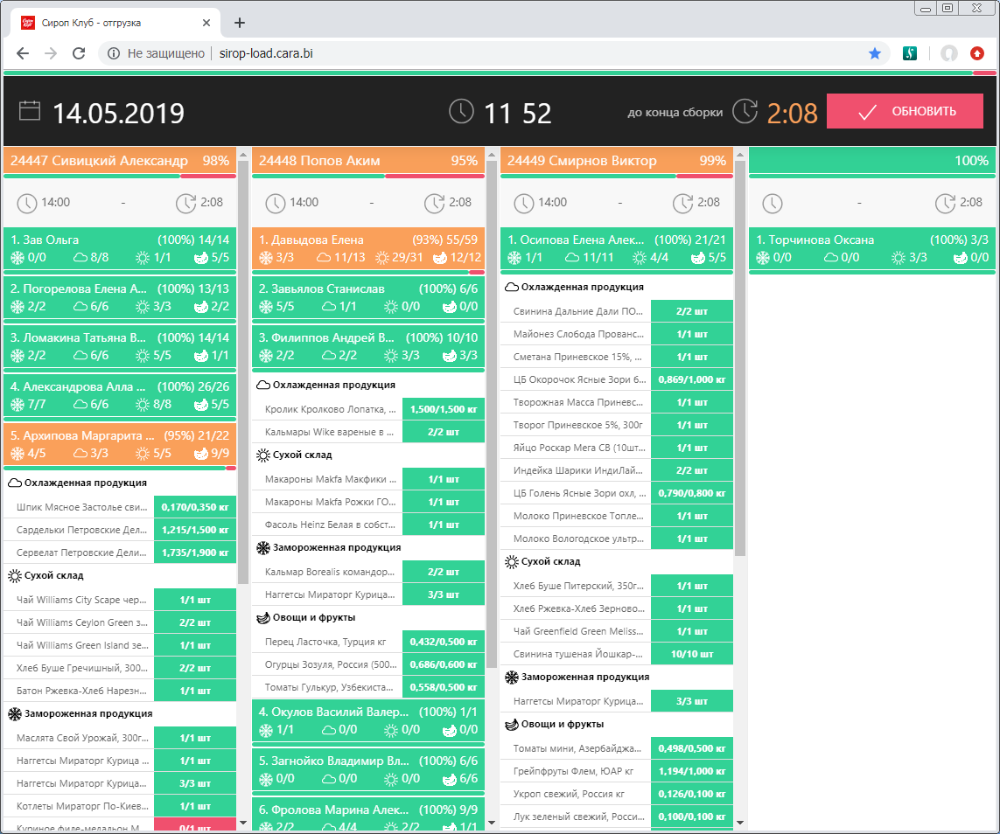 Сироп Клуб - отгрузка
Не защищено
sirop-load.cara.bi
14.05.2019
11 52
до конца сборки
2:08
ОБНОВИТЬ
24447 Сивицкий Александр 98%
14:00 - 2:08
1. Зав Ольга (100%) 14/14
0/0 8/8 1/1 5/5
2. Погорелова Елена А... (100%) 13/13
2/2 6/6 3/3 2/2
3. Ломакина Татьяна В... (100%) 14/14
2/2 6/6 5/5 1/1
4. Александрова Алла ... (100%) 26/26
7/7 6/6 8/8 5/5
5. Архипова Маргарита ... (95%) 21/22
4/5 3/3 5/5 9/9
Охлажденная продукция
Шпик Мясное Застолье сви... 0,170/0,350 кг
Сардельки Петровские Дел... 1,215/1,500 кг
Сервелат Петровские Дели... 1,735/1,900 кг
Сухой склад
Чай Williams City Scape чер... 1/1 шт
Чай Williams Ceylon Green з... 2/2 шт
Чай Williams Green Island зе... 1/1 шт
Хлеб Буше Гречишный, 300... 2/2 шт
Батон Ржевка-Хлеб Нарезн... 1/1 шт
Замороженная продукция
Маслята Свой Урожай, 300г... 1/1 шт
Наггетсы Мираторг Курица ... 1/1 шт
Наггетсы Мираторг Курица ... 3/3 шт
Котлеты Мираторг По-Киев... 1/1 шт
Куриное филе-медальон М... 0/1 шт
24448 Попов Аким 95%
14:00 - 2:08
1. Давыдова Елена (93%) 55/59
3/3 11/13 29/31 12/12
2. Завьялов Станислав (100%) 6/6
5/5 1/1 0/0 0/0
3. Филиппов Андрей В... (100%) 10/10
2/2 2/2 3/3 3/3
Охлажденная продукция
Кролик Кролково Лопатка, ... 1,500/1,500 кг
Кальмары Wike вареные в ... 2/2 шт
Сухой склад
Макароны Makfa Макфики ... 1/1 шт
Макароны Makfa Рожки ГО... 1/1 шт
Фасоль Heinz Белая в собст... 1/1 шт
Замороженная продукция
Кальмар Borealis командор... 2/2 шт
Наггетсы Мираторг Курица... 3/3 шт
Овощи и фрукты
Перец Ласточка, Турция кг 0,432/0,500 кг
Огурцы Зозуля, Россия (500... 0,686/0,600 кг
Томаты Гулькур, Узбекиста... 0,558/0,500 кг
4. Окулов Василий Валер... (100%) 1/1
1/1 0/0 0/0 0/0
5. Загнойко Владимир Вл... (100%) 6/6
0/0 0/0 0/0 6/6
6. Фролова Марина Алек... (100%) 9/9
2/2 4/4 2/2 1/1
24449 Смирнов Виктор 99%
14:00 - 2:08
1. Осипова Елена Алек... (100%) 21/21
1/1 11/11 4/4 5/5
Охлажденная продукция
Свинина Дальние Дали ПО... 2/2 шт
Майонез Слобода Прованс... 1/1 шт
Сметана Приневское 15%, ... 1/1 шт
ЦБ Окорочок Ясные Зори 6... 0,869/1,000 кг
Творожная Масса Приневс... 1/1 шт
Творог Приневское 5%, 300г 1/1 шт
Яйцо Роскар Мега СВ (10шт... 1/1 шт
Индейка Шарики ИндиЛай... 2/2 шт
ЦБ Голень Ясные Зори охл, ... 0,790/0,800 кг
Молоко Приневское Топле... 1/1 шт
Молоко Вологодское ультр... 1/1 шт
Сухой склад
Хлеб Буше Питерский, 350г... 1/1 шт
Хлеб Ржевка-Хлеб Зерново... 1/1 шт
Чай Greenfield Green Meliss... 1/1 шт
Свинина тушеная Йошкар-... 10/10 шт
Замороженная продукция
Наггетсы Мираторг Курица... 3/3 шт
Овощи и фрукты
Томаты мини, Азербайджа... 0,498/0,500 кг
Грейпфруты Флем, ЮАР кг 1,194/1,000 кг
Укроп свежий, Россия кг 0,126/0,100 кг
Лук зеленый свежий, Росси... 0,100/0,100 кг
100%
- 2:08
1. Торчинова Оксана (100%) 3/3
0/0 0/0 3/3 0/0